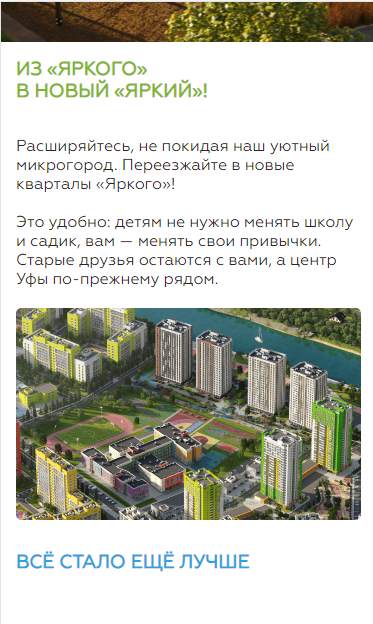 ИЗ «ЯРКОГО»
В НОВЫЙ «ЯРКИЙ»!
Расширяйтесь, не покидая наш уютный
микрогород. Переезжайте в новые
кварталы «Яркого»!
Это удобно: детям не нужно менять школу
и садик, вам — менять свои привычки.
Старые друзья остаются с вами, а центр
Уфы по-прежнему рядом.
ВСЁ СТАЛО ЕЩЁ ЛУЧШЕ